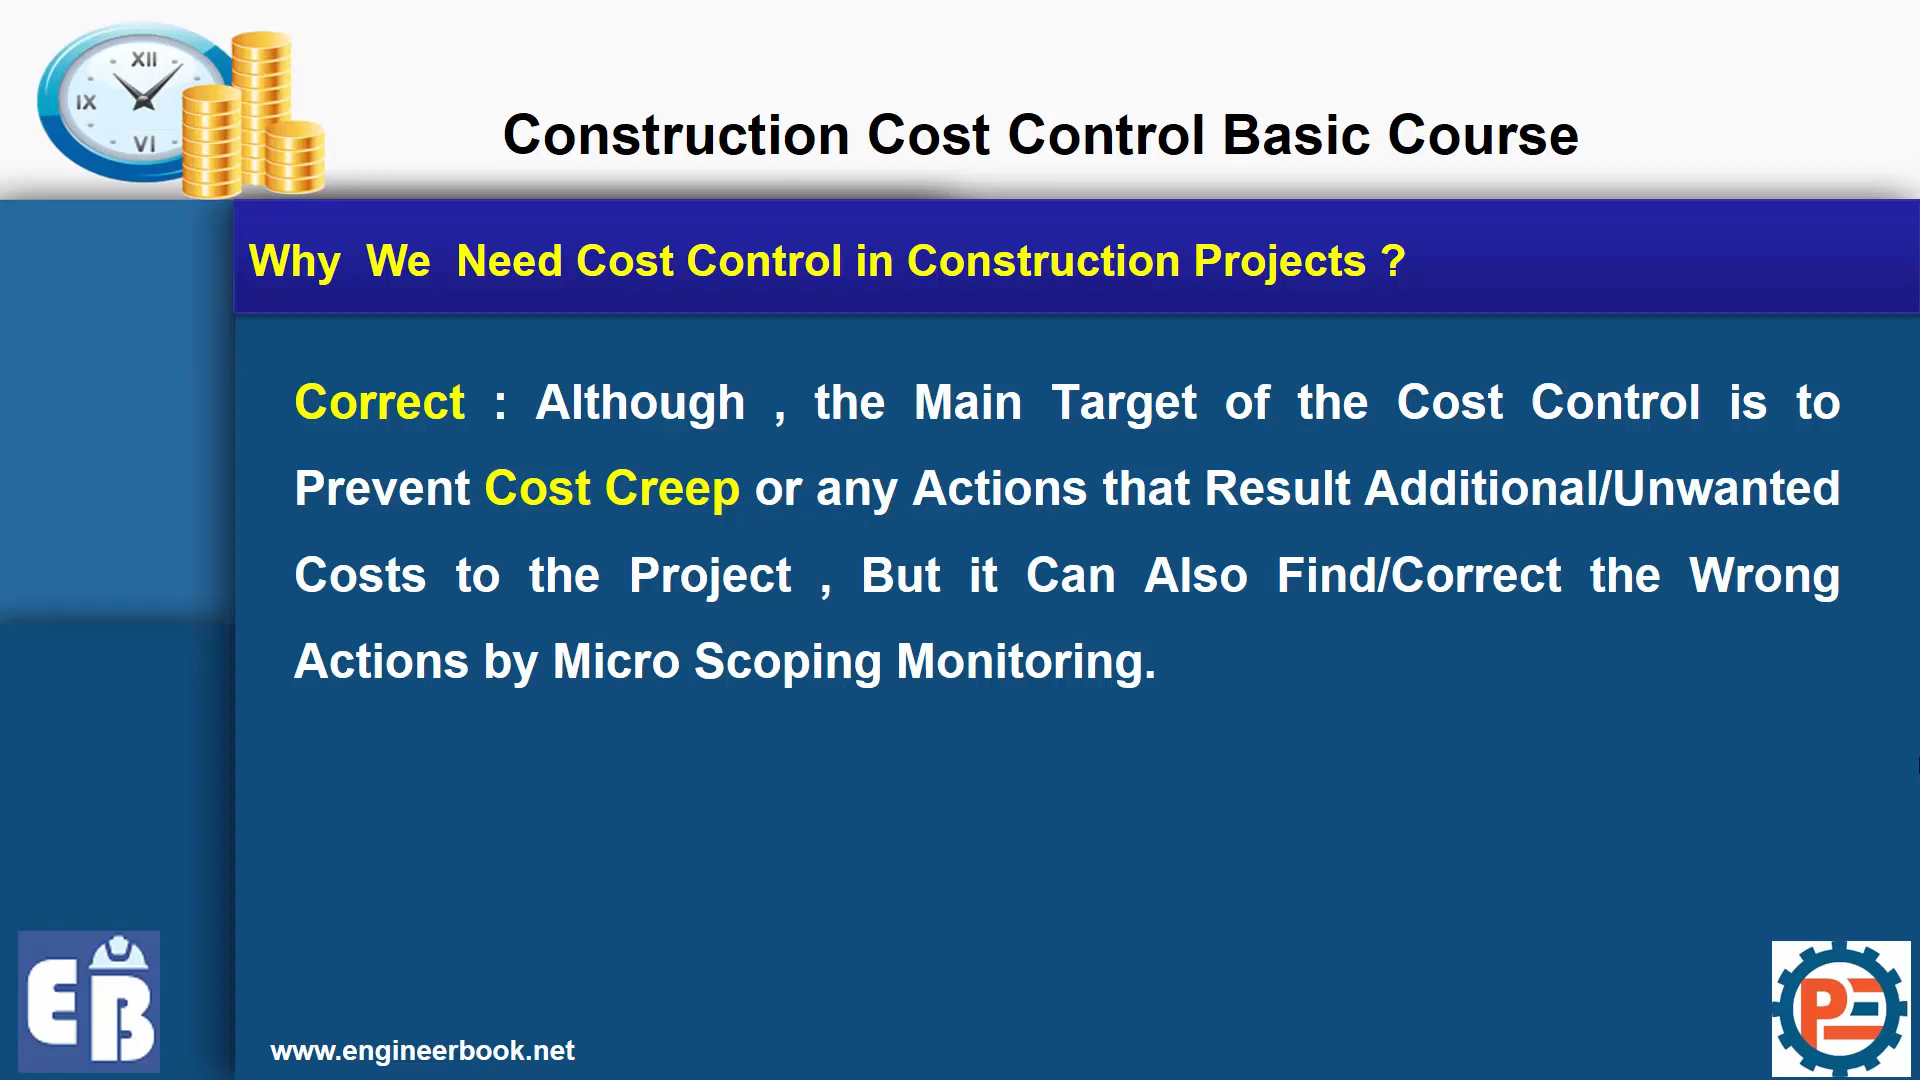 XII
IX
VI
Construction Cost Control Basic Course
Why We Need Cost Control in Construction Projects ?
Correct : Although , the Main Target of the Cost Control is to
Prevent Cost Creep or any Actions that Result Additional/Unwanted
Costs to the Project , But it Can Also Find/Correct the Wrong
Actions by Micro Scoping Monitoring.
EB
www.engineerbook.net
PE